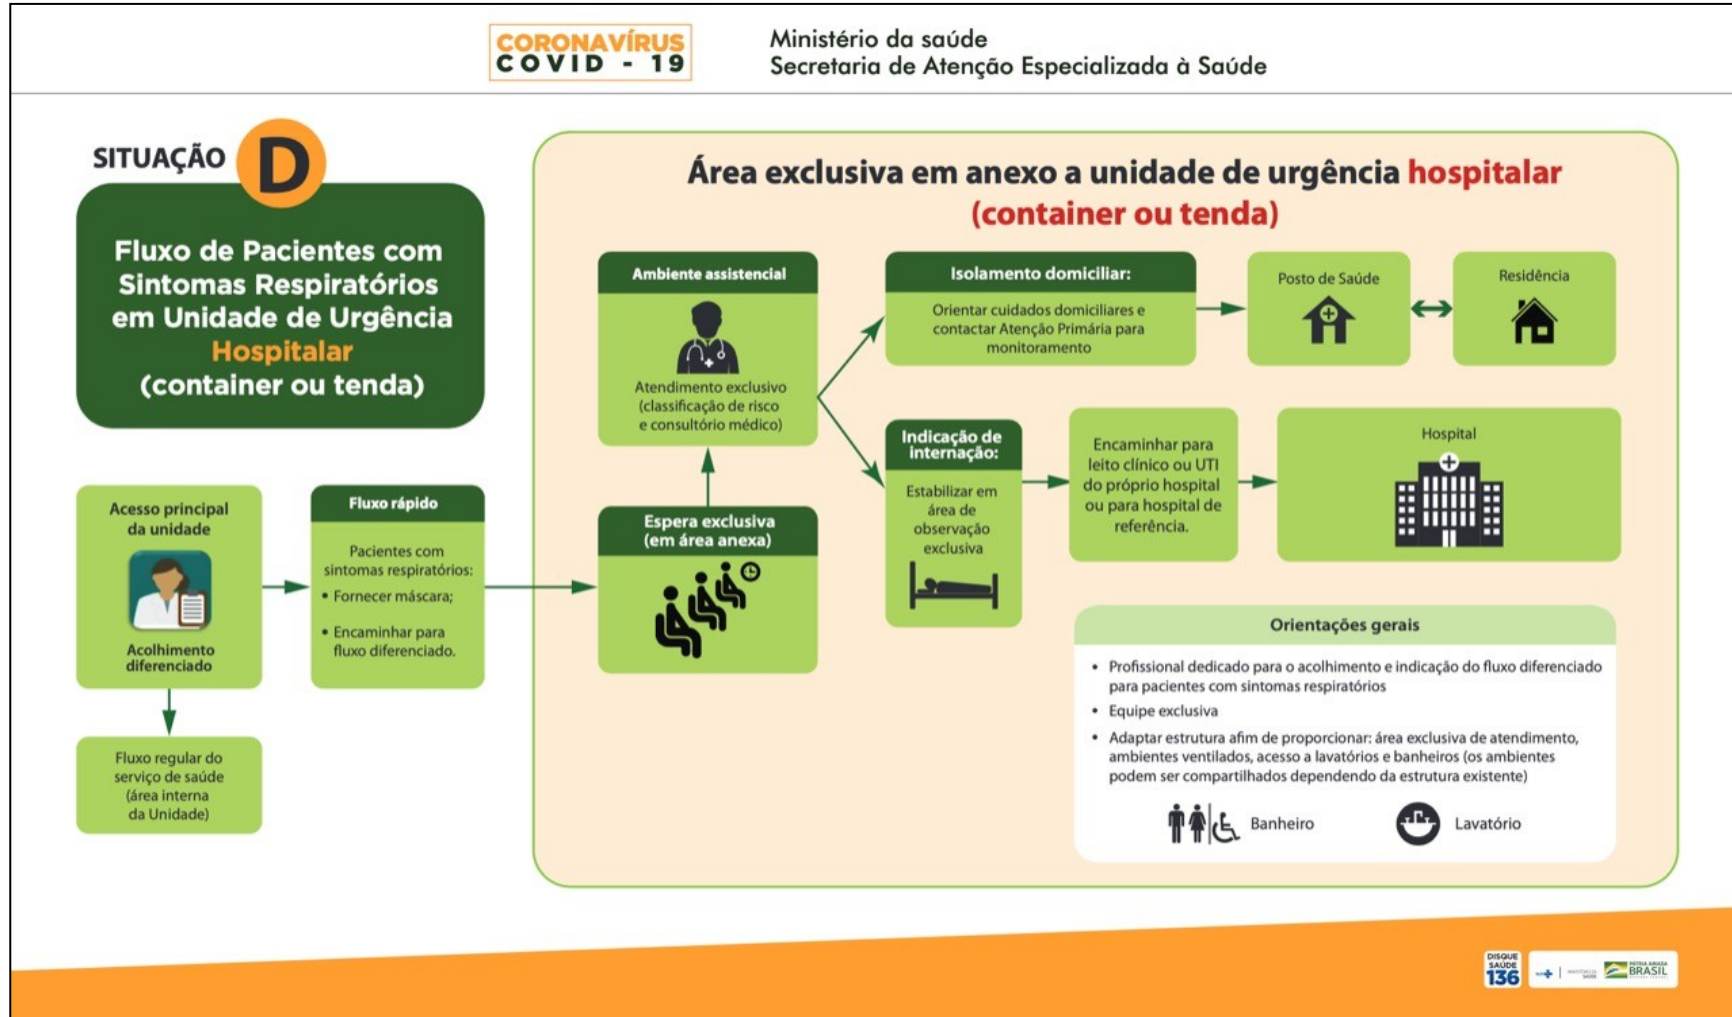 CORONAVÍRUS
COVID - 19
Ministério da saúde
Secretaria de Atenção Especializada à Saúde
SITUAÇÃO D
Fluxo de Pacientes com
Sintomas Respiratórios
em Unidade de Urgência
Hospitalar
(container ou tenda)
Acesso principal
da unidade
Acolhimento
diferenciado
Fluxo regular do
serviço de saúde
(área interna
da Unidade)
Fluxo rápido
Pacientes com
sintomas respiratórios:
• Fornecer máscara;
• Encaminhar para
fluxo diferenciado.
Área exclusiva em anexo a unidade de urgência hospitalar
(container ou tenda)
Espera exclusiva
(em área anexa)
Ambiente assistencial
Atendimento exclusivo
(classificação de risco
e consultório médico)
Isolamento domiciliar:
Orientar cuidados domiciliares e
contactar Atenção Primária para
monitoramento
Posto de Saúde
Residência
Indicação de
internação:
Estabilizar em
área de
observação
exclusiva
Encaminhar para
leito clínico ou UTI
do próprio hospital
ou para hospital de
referência.
Hospital
Orientações gerais
• Profissional dedicado para o acolhimento e indicação do fluxo diferenciado
para pacientes com sintomas respiratórios
• Equipe exclusiva
• Adaptar estrutura afim de proporcionar: área exclusiva de atendimento,
ambientes ventilados, acesso a lavatórios e banheiros (os ambientes
podem ser compartilhados dependendo da estrutura existente)
Banheiro
Lavatório
DISQUE
SAÚDE
136
PÁTRIA AMADA
BRASIL